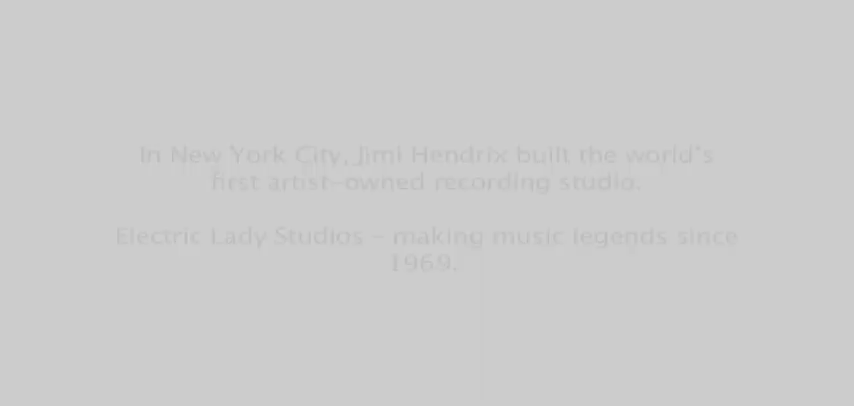 In New York City, Jimi Hendrix built the world's
first artist-owned recording studio.
Electric Lady Studios - making music legends since
1969.